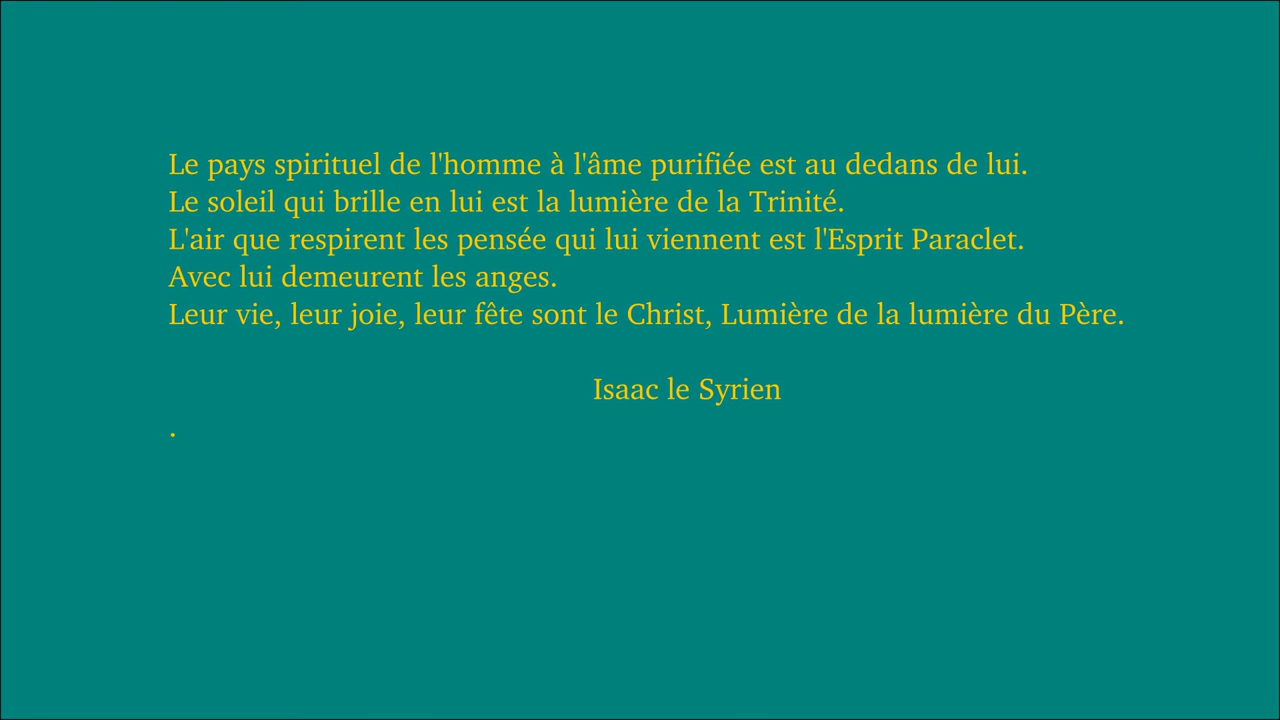 Le pays spirituel de l'homme à l'âme purifiée est au dedans de lui.
Le soleil qui brille en lui est la lumière de la Trinité.
L'air que respirent les pensée qui lui viennent est l'Esprit Paraclet.
Avec lui demeurent les anges.
Leur vie, leur joie, leur fête sont le Christ, Lumière de la lumière du Père.
Isaac le Syrien
.